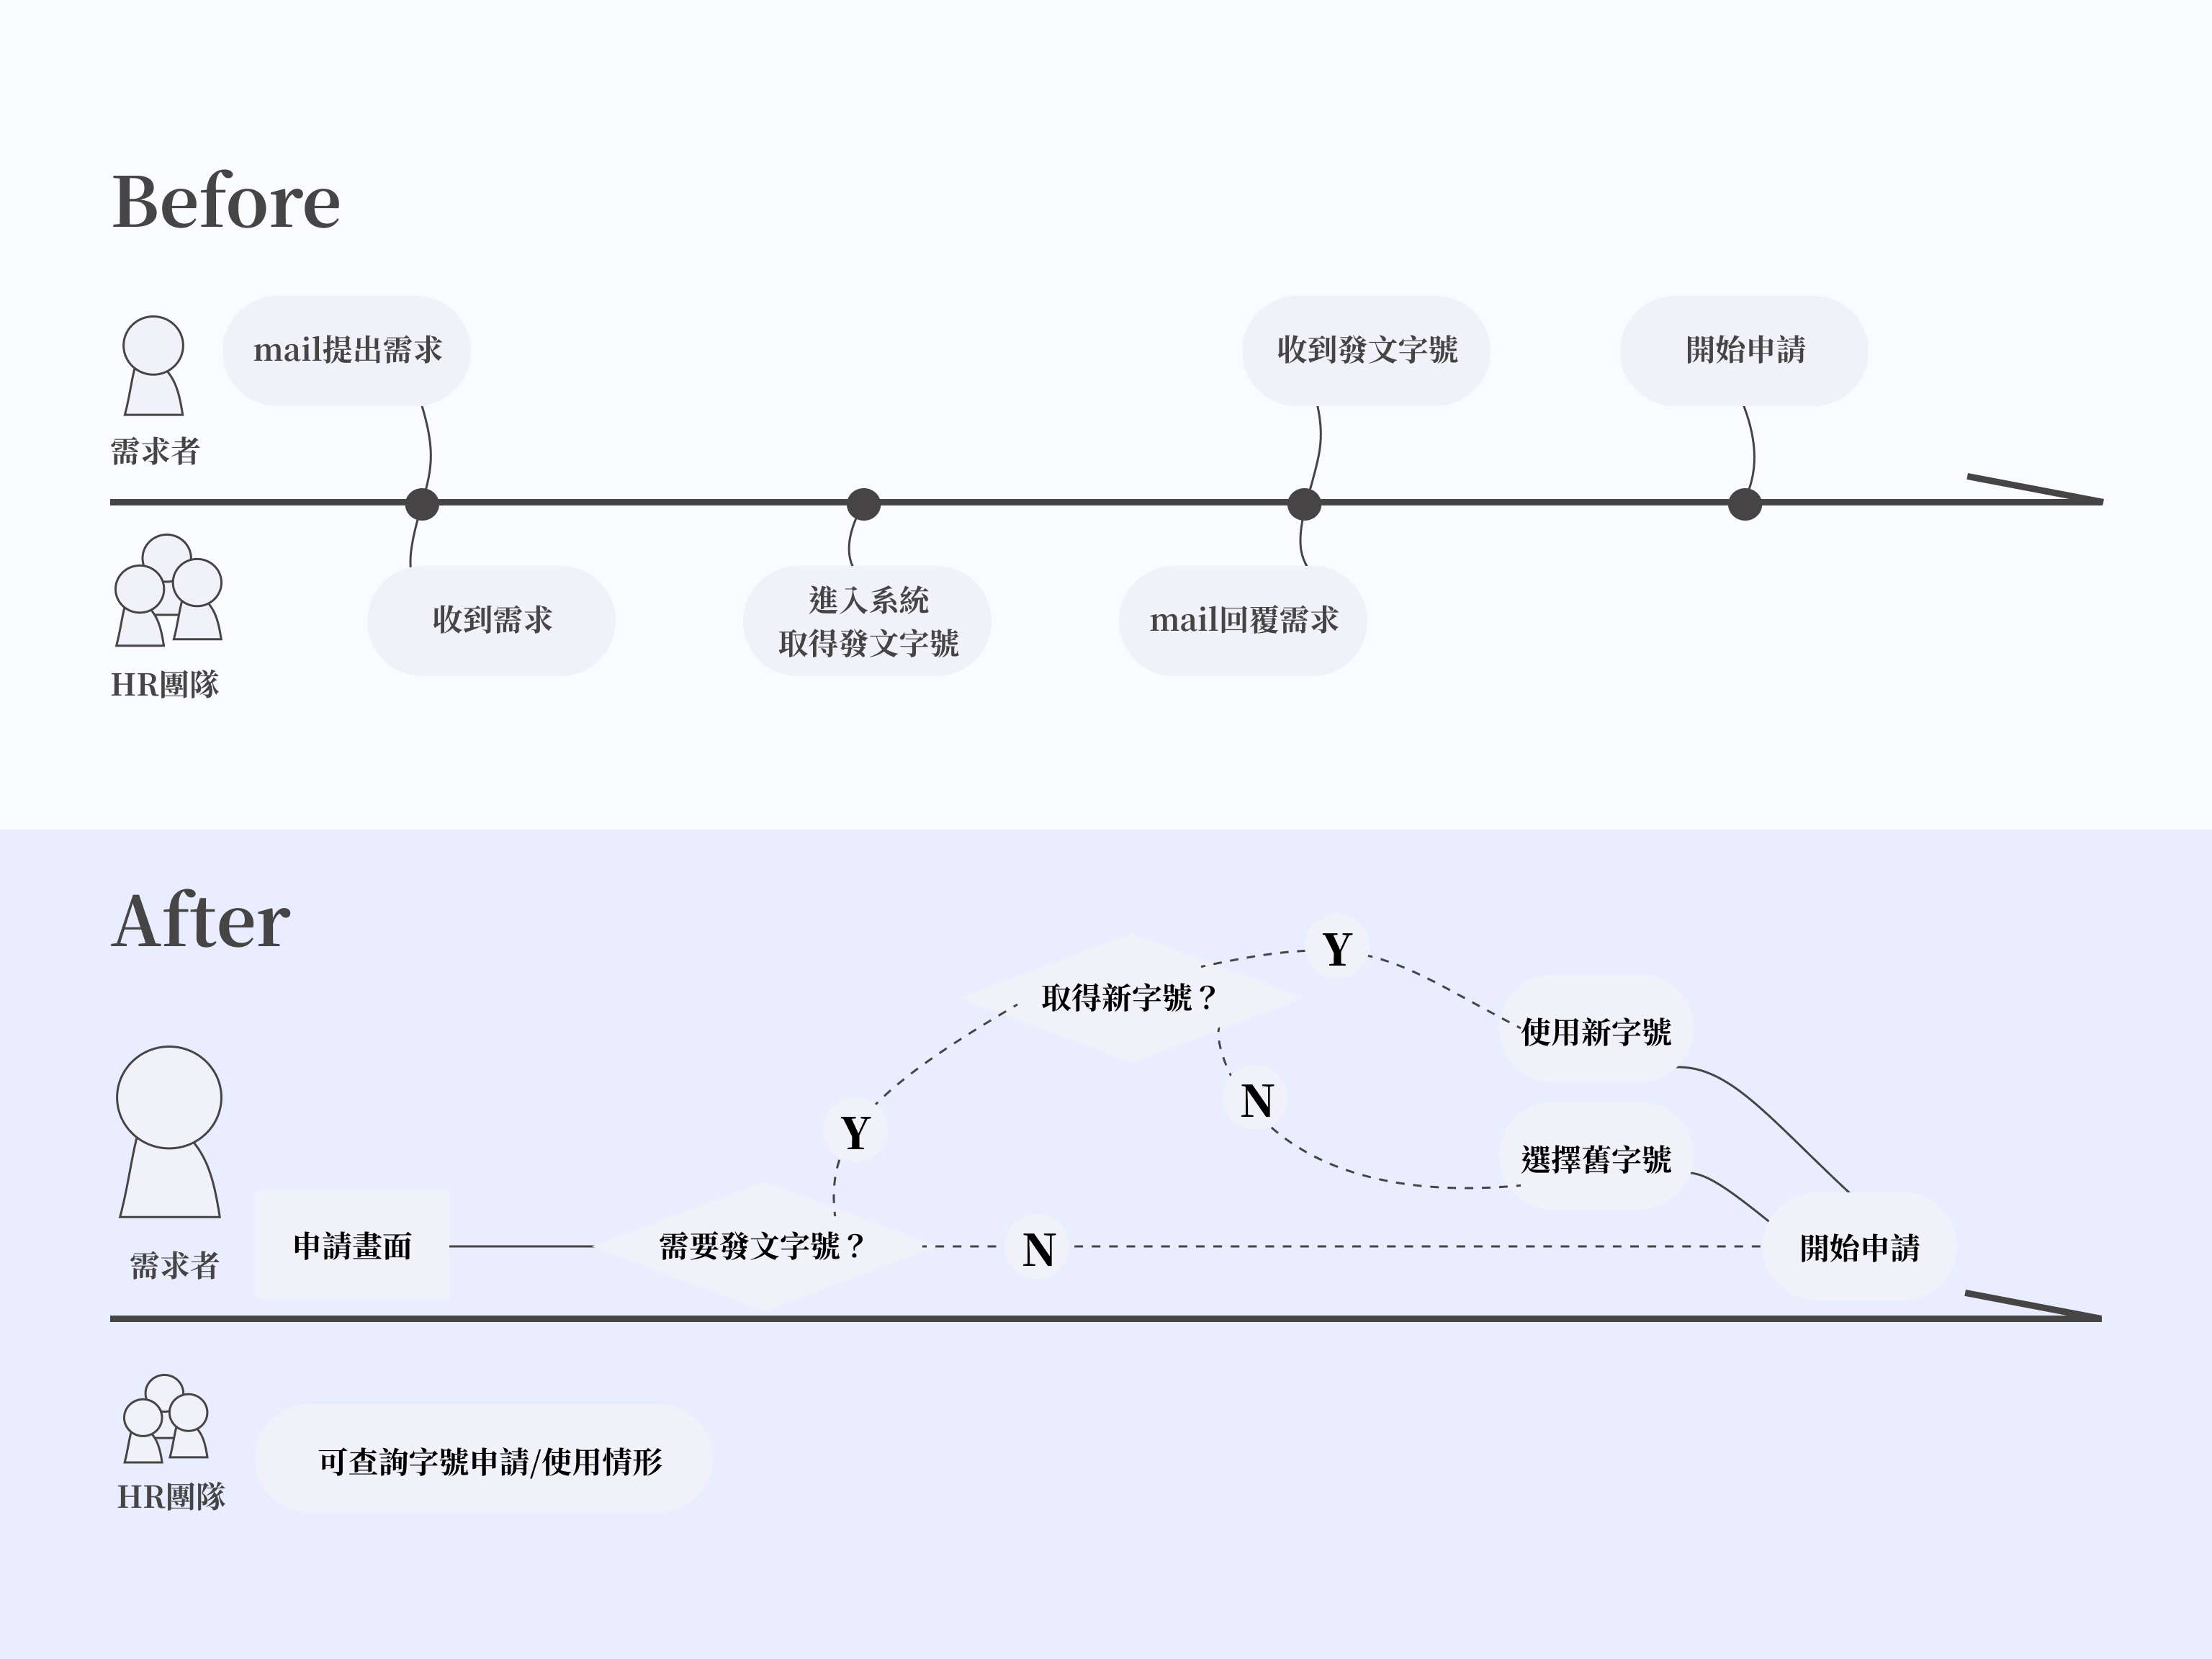 Before
mail提出需求
收到發文字號
開始申請
需求者
收到需求
進入系統
取得發文字號
mail回覆需求
HR團隊
After
Y
取得新字號？
使用新字號
N
Y
選擇舊字號
需求者
申請畫面
需要發文字號？
N
開始申請
HR團隊
可查詢字號申請/使用情形